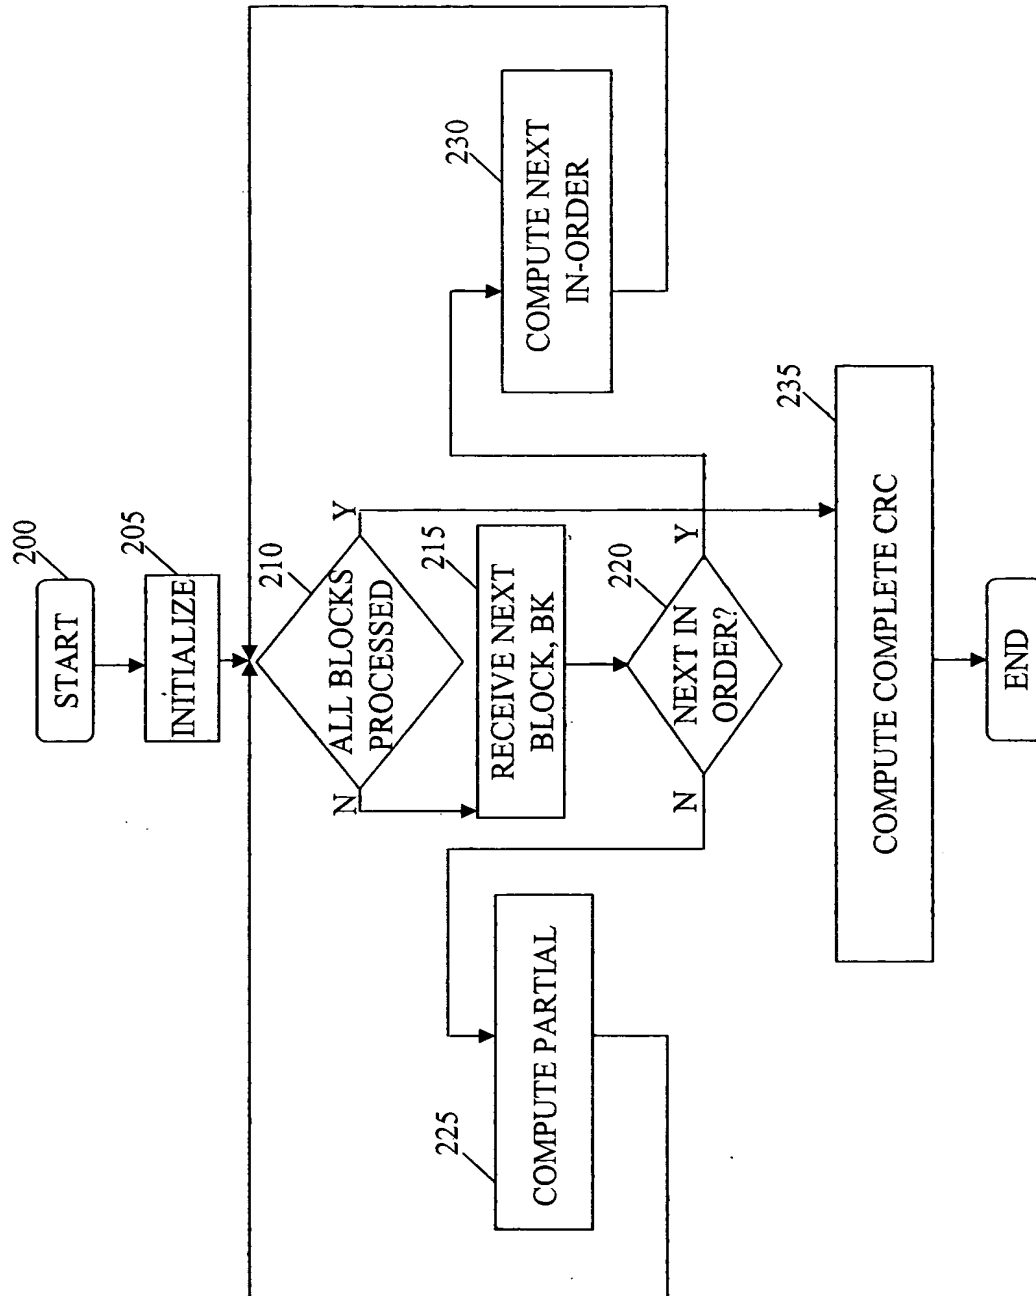 200
START
205
INITIALIZE
210
ALL BLOCKS
PROCESSED
N
Y
215
RECEIVE NEXT
BLOCK, BK
220
NEXT IN
ORDER?
N
Y
225
COMPUTE PARTIAL
230
COMPUTE NEXT
IN-ORDER
235
COMPUTE COMPLETE CRC
END